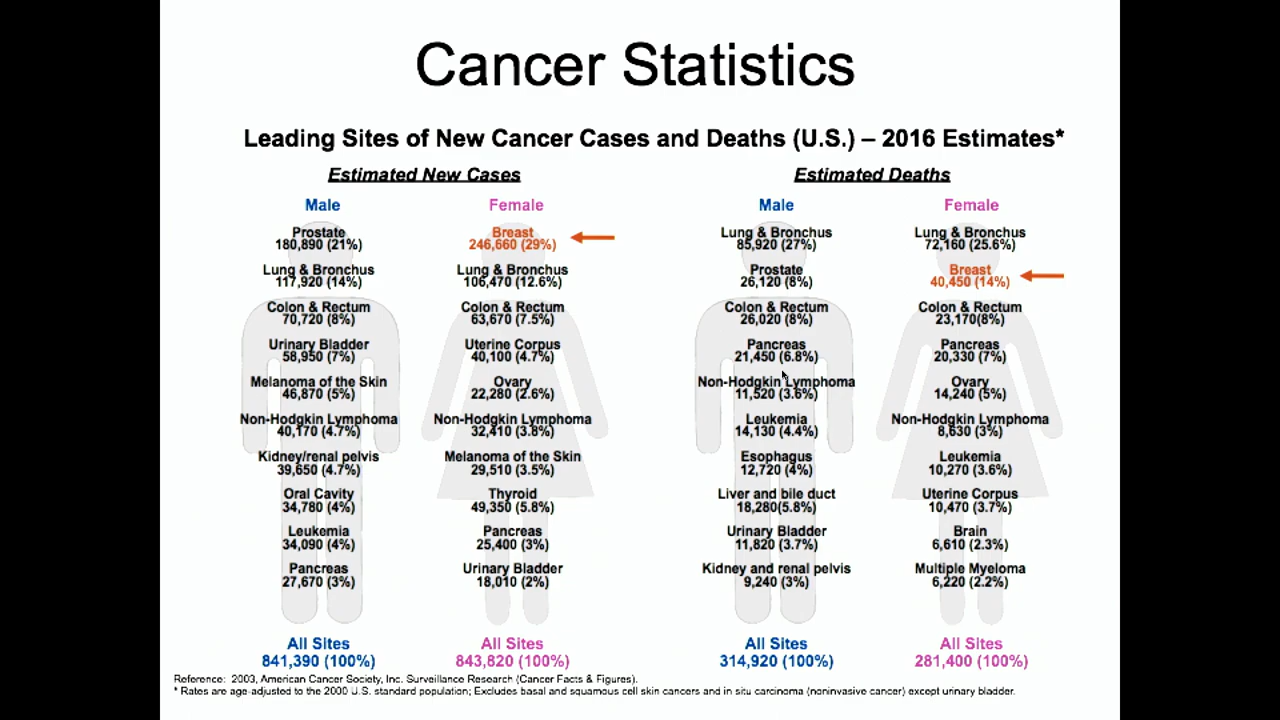 Cancer Statistics
Leading Sites of New Cancer Cases and Deaths (U.S.) – 2016 Estimates*
Estimated New Cases
Male
Prostate
180,890 (21%)
Lung & Bronchus
117,920 (14%)
Colon & Rectum
70,720 (8%)
Urinary Bladder
58,950 (7%)
Melanoma of the Skin
46,870 (5%)
Non-Hodgkin Lymphoma
40,170 (4.7%)
Kidney/renal pelvis
39,650 (4.7%)
Oral Cavity
34,780 (4%)
Leukemia
34,090 (4%)
Pancreas
27,670 (3%)
All Sites
841,390 (100%)
Female
Breast
246,660 (29%)
Lung & Bronchus
106,470 (12.6%)
Colon & Rectum
63,670 (7.5%)
Uterine Corpus
40,100 (4.7%)
Ovary
22,280 (2.6%)
Non-Hodgkin Lymphoma
32,410 (3.8%)
Melanoma of the Skin
29,510 (3.5%)
Thyroid
49,350 (5.8%)
Pancreas
25,400 (3%)
Urinary Bladder
18,010 (2%)
All Sites
843,820 (100%)
Estimated Deaths
Male
Lung & Bronchus
85,920 (27%)
Prostate
26,120 (8%)
Colon & Rectum
26,020 (8%)
Pancreas
21,450 (6.8%)
Non-Hodgkin Lymphoma
11,520 (3.6%)
Leukemia
14,130 (4.4%)
Esophagus
12,720 (4%)
Liver and bile duct
18,280(5.8%)
Urinary Bladder
11,820 (3.7%)
Kidney and renal pelvis
9,240 (3%)
All Sites
314,920 (100%)
Female
Lung & Bronchus
72,160 (25.6%)
Breast
40,450 (14%)
Colon & Rectum
23,170(8%)
Pancreas
20,330 (7%)
Ovary
14,240 (5%)
Non-Hodgkin Lymphoma
8,630 (3%)
Leukemia
10,270 (3.6%)
Uterine Corpus
10,470 (3.7%)
Brain
6,610 (2.3%)
Multiple Myeloma
6,220 (2.2%)
All Sites
281,400 (100%)
Reference: 2003, American Cancer Society, Inc. Surveillance Research (Cancer Facts & Figures).
* Rates are age-adjusted to the 2000 U.S. standard population; Excludes basal and squamous cell skin cancers and in situ carcinoma (noninvasive cancer) except urinary bladder.